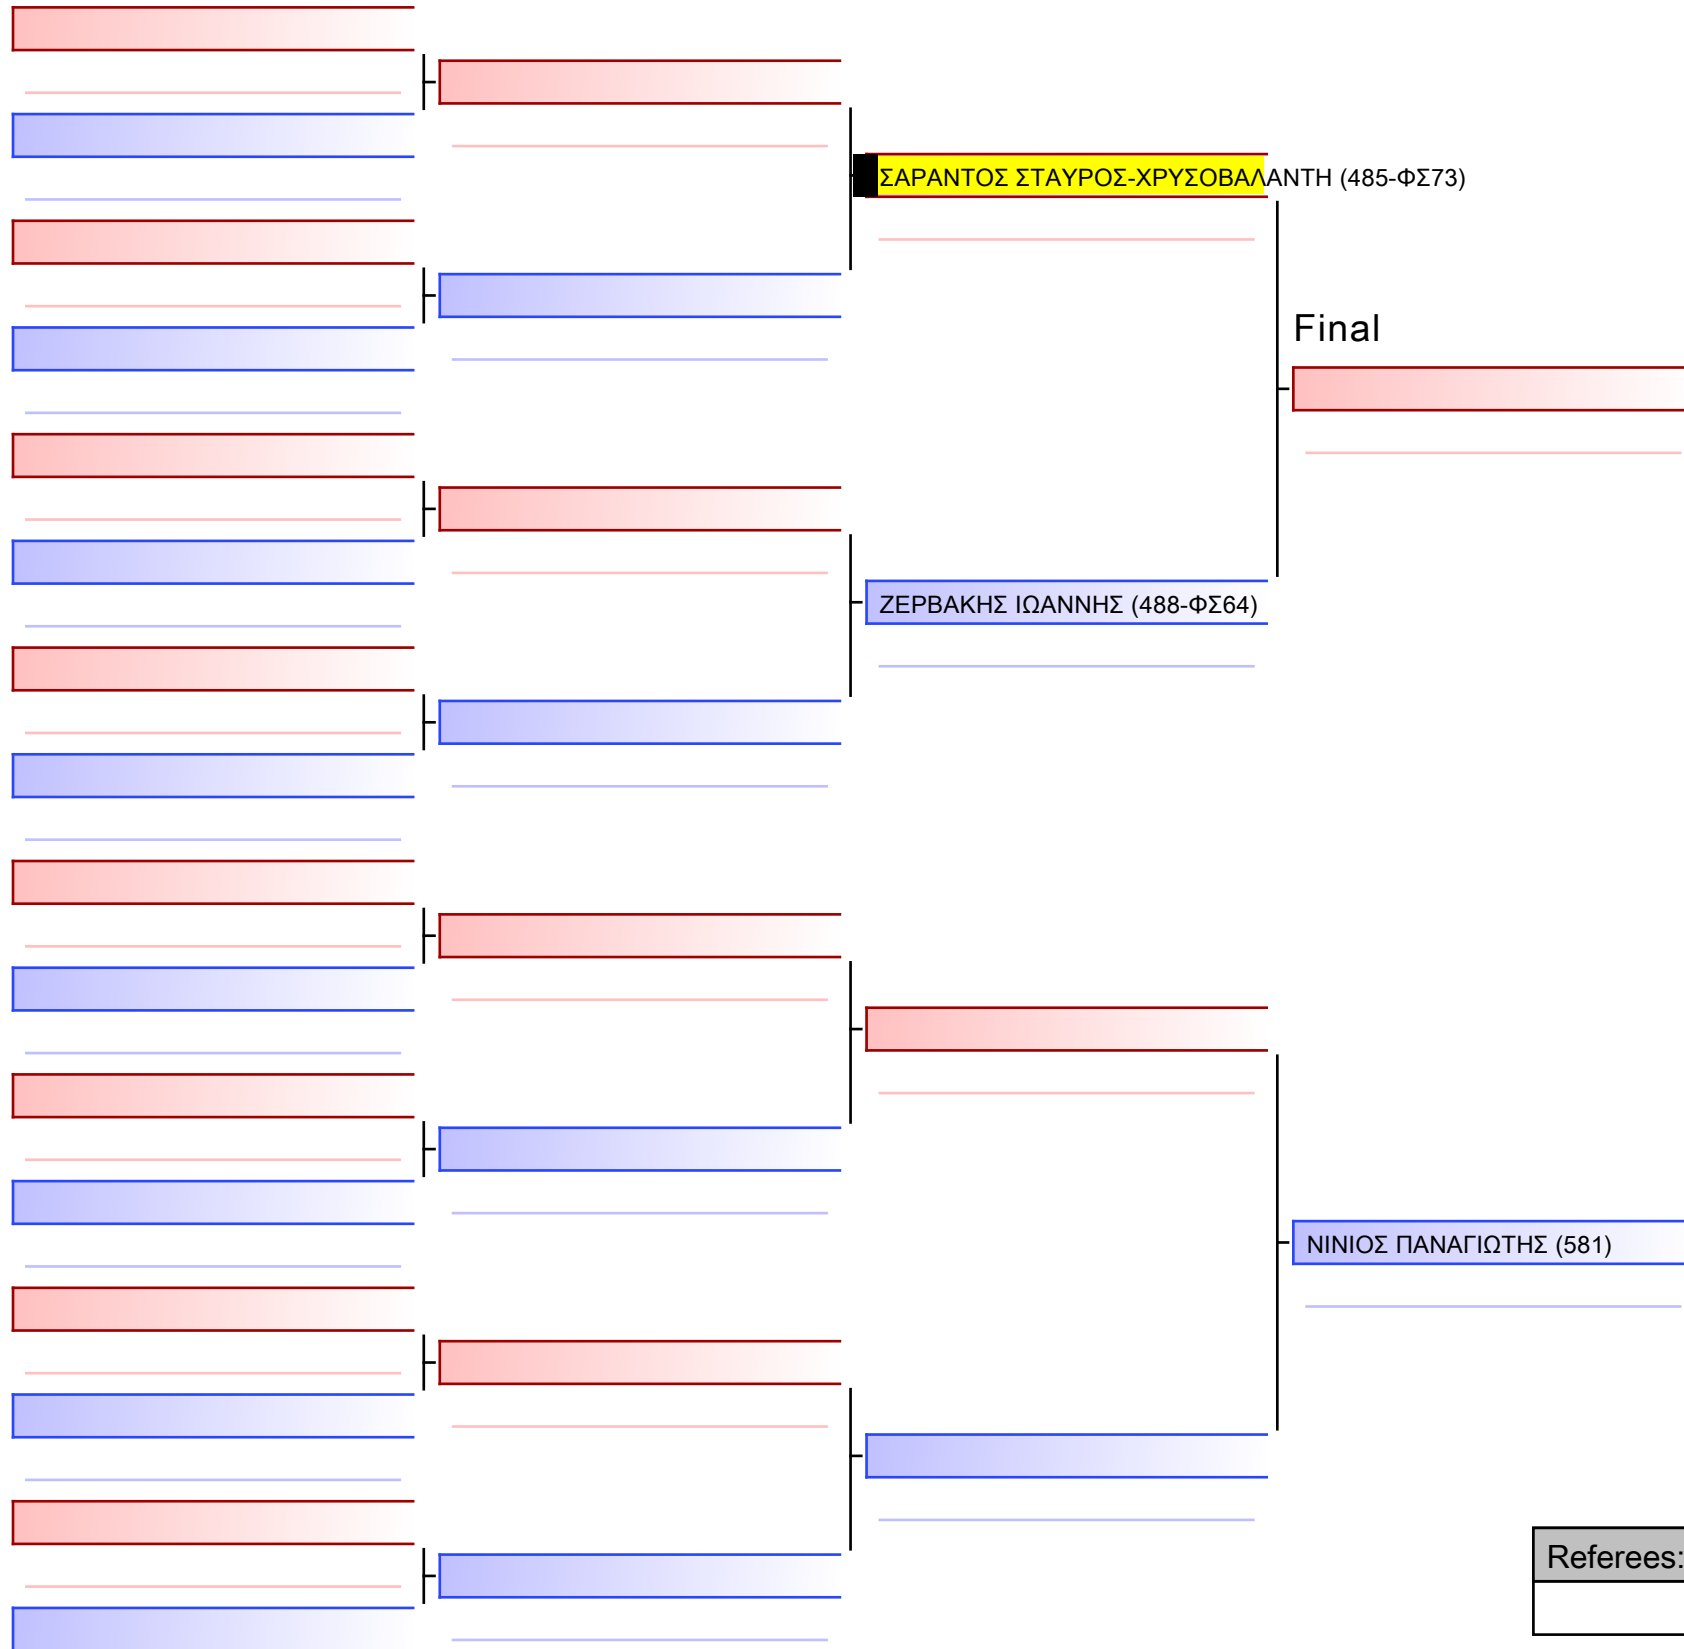 ΣΑΡΑΝΤΟΣ ΣΤΑΥΡΟΣ-ΧΡΥΣΟΒΑΛΑΝΤΗ (485-ΦΣ73)
Final
ΖΕΡΒΑΚΗΣ ΙΩΑΝΝΗΣ (488-ΦΣ64)
ΝΙΝΙΟΣ ΠΑΝΑΓΙΩΤΗΣ (581)
Referees: